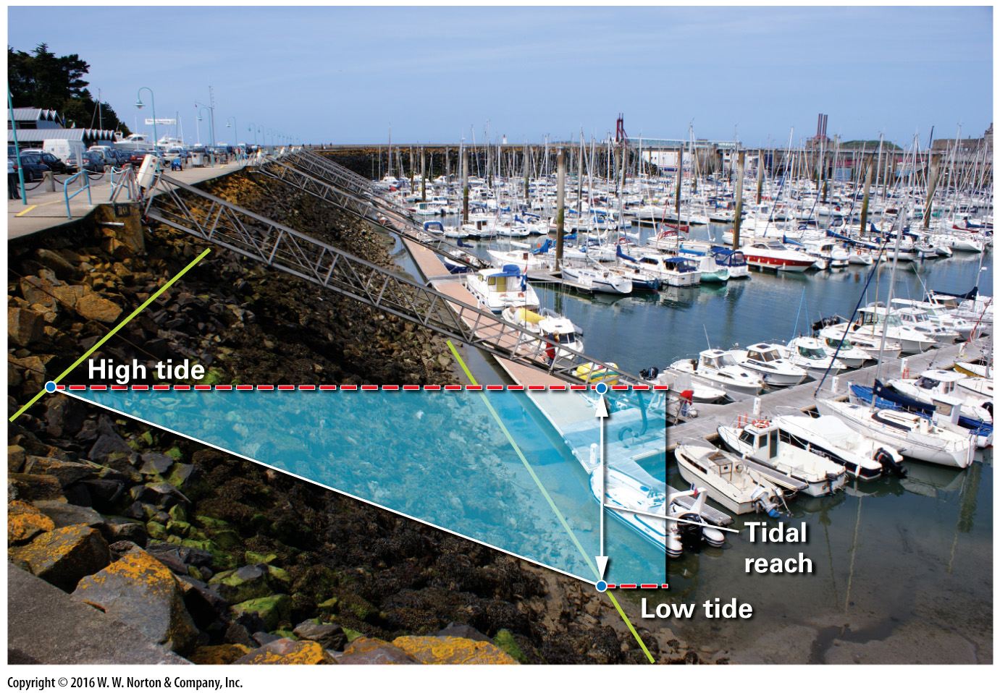 High tide
Tidal
reach
Low tide
Copyright © 2016 W. W. Norton & Company, Inc.